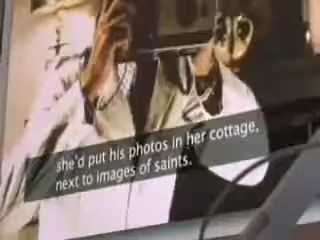 she'd put his photos in her cottage,
next to images of saints.